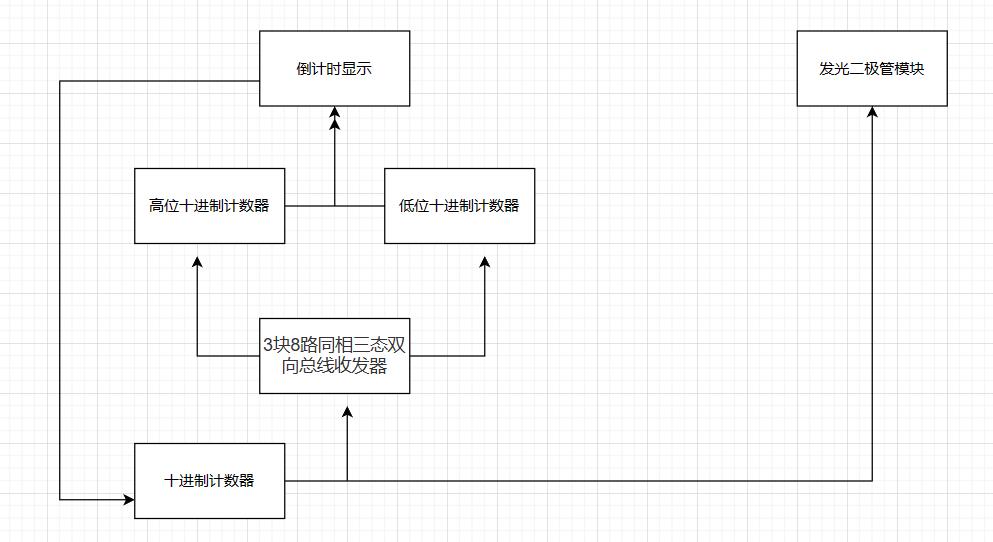 倒计时显示
发光二极管模块
高位十进制计数器
低位十进制计数器
3块8路同相三态双
向总线收发器
十进制计数器